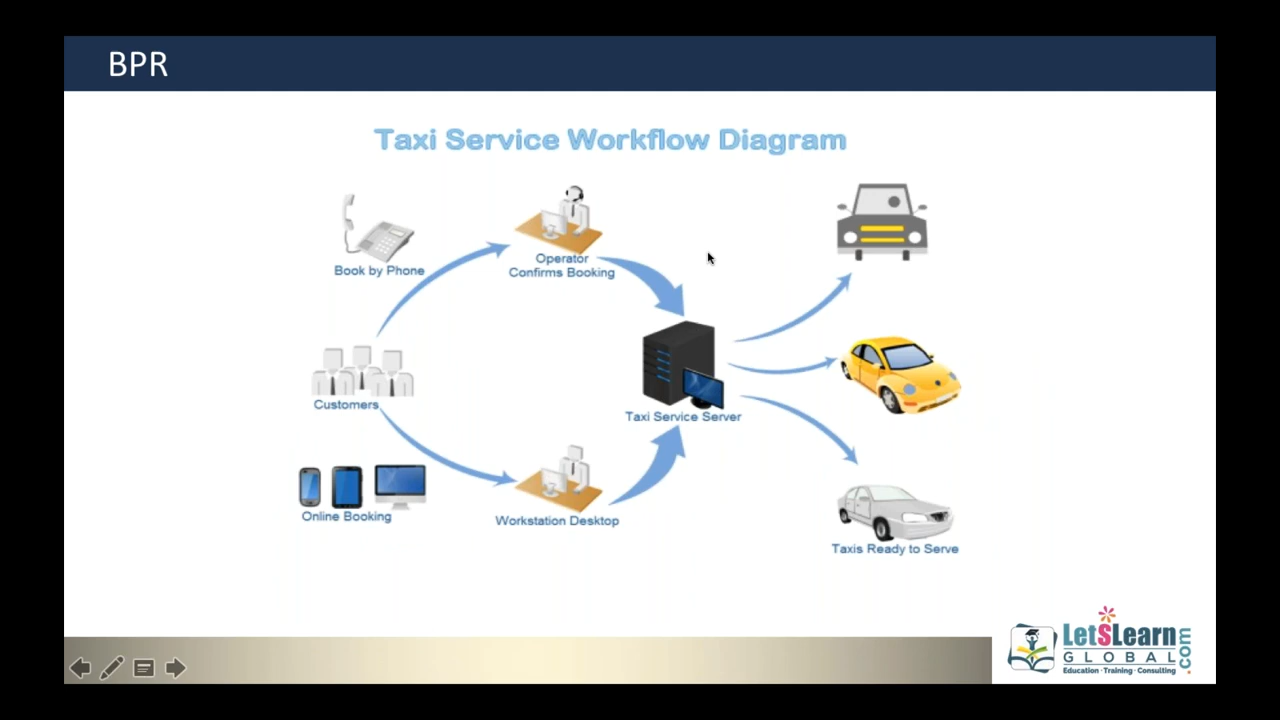 BPR
Taxi Service Workflow Diagram
Book by Phone
Operator
Confirms Booking
Customers
Taxi Service Server
Online Booking
Workstation Desktop
Taxis Ready to Serve
LetSLearn
GLOBAL
.com
Education · Training · Consulting